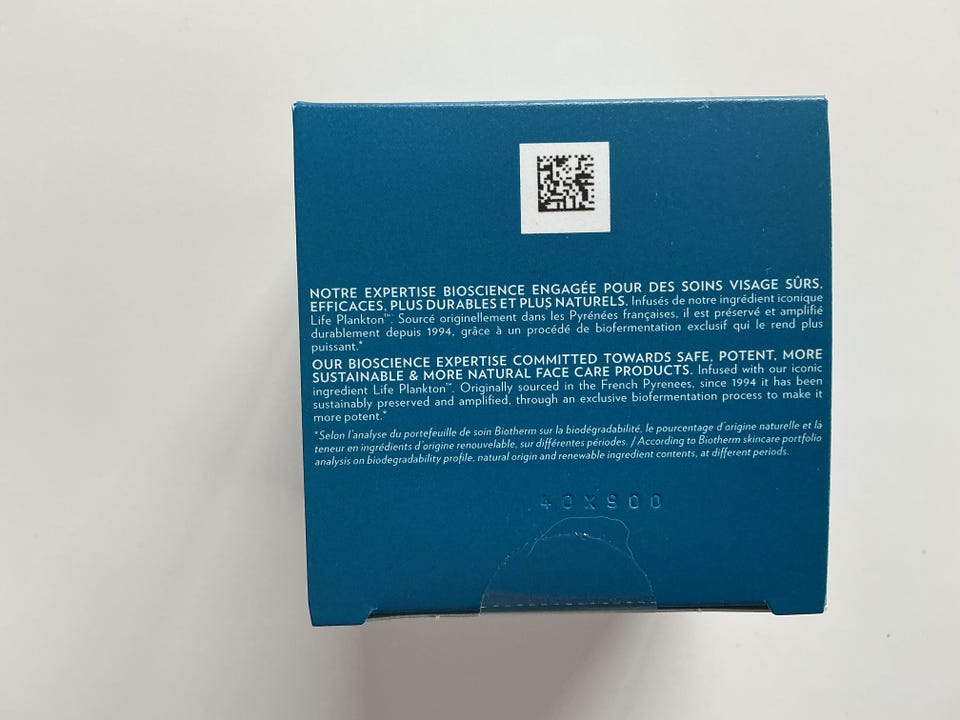 NOTRE EXPERTISE BIOSCIENCE ENGAGÉE POUR DES SOINS VISAGE SÛRS,
EFFICACES, PLUS DURABLES ET PLUS NATURELS. Infusés de notre ingrédient iconique
Life Plankton™. Sourcé originellement dans les Pyrénées françaises, il est préservé et amplifié
durablement depuis 1994, grâce à un procédé de biofermentation exclusif qui le rend plus
puissant.*
OUR BIOSCIENCE EXPERTISE COMMITTED TOWARDS SAFE, POTENT, MORE
SUSTAINABLE & MORE NATURAL FACE CARE PRODUCTS. Infused with our iconic
ingredient Life Plankton™. Originally sourced in the French Pyrenees, since 1994 it has been
sustainably preserved and amplified, through an exclusive biofermentation process to make it
more potent.*
*Selon l'analyse du portefeuille de soin Biotherm sur la biodégradabilité, le pourcentage d'origine naturelle et la
teneur en ingrédients d'origine renouvelable, sur différentes périodes. / According to Biotherm skincare portfolio
analysis on biodegradability profile, natural origin and renewable ingredient contents, at different periods.
40X900